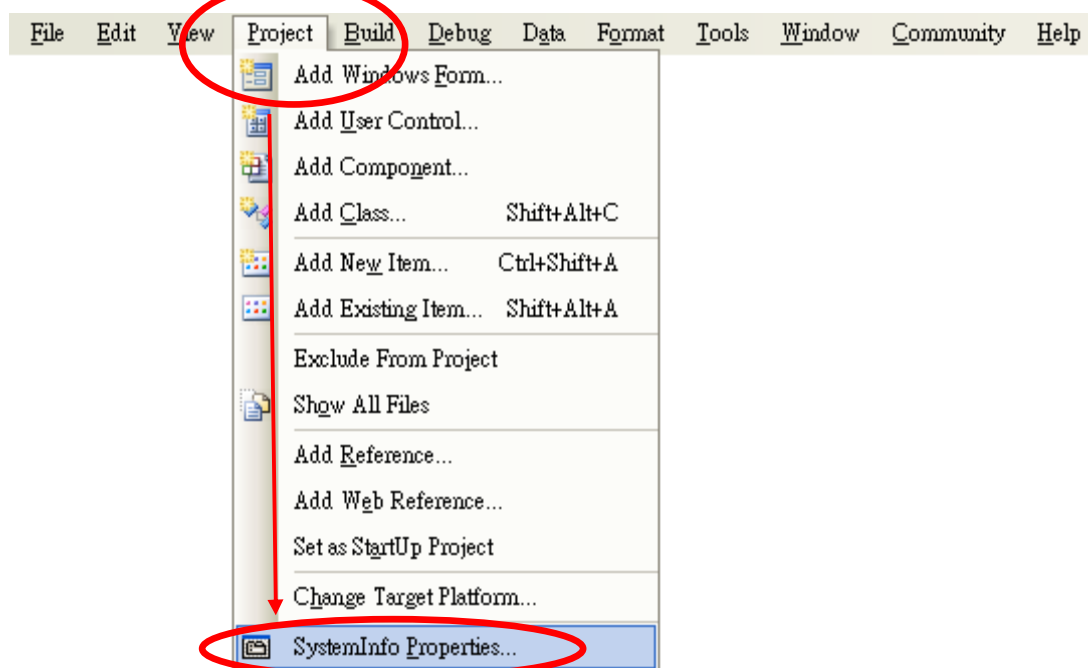 File Edit View Project Build Debug Data Format Tools Window Community Help
Add Windows Form...
Add User Control...
Add Component...
Add Class... Shift+Alt+C
Add New Item... Ctrl+Shift+A
Add Existing Item... Shift+Alt+A
Exclude From Project
Show All Files
Add Reference...
Add Web Reference...
Set as StartUp Project
Change Target Platform...
SystemInfo Properties...